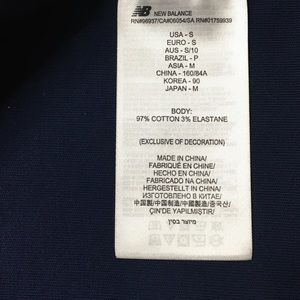 NB NEW BALANCE
RN#96937/CA#06054/SA RN#01759939
USA - S
EURO - S
AUS - S/10
BRAZIL - P
ASIA - M
CHINA - 160/84A
KOREA - 90
JAPAN - M
BODY:
97% COTTON 3% ELASTANE
(EXCLUSIVE OF DECORATION)
MADE IN CHINA/
FABRIQUÉ EN CHINE/
HECHO EN CHINA/
FABRICADO NA CHINA/
HERGESTELLT IN CHINA/
ИЗГОТОВЛЕНО В КИТАЕ/
中国製/中國製造/中国制造/중국산/
ÇİN'DE YAPILMIŞTIR/
מיוצר בסין